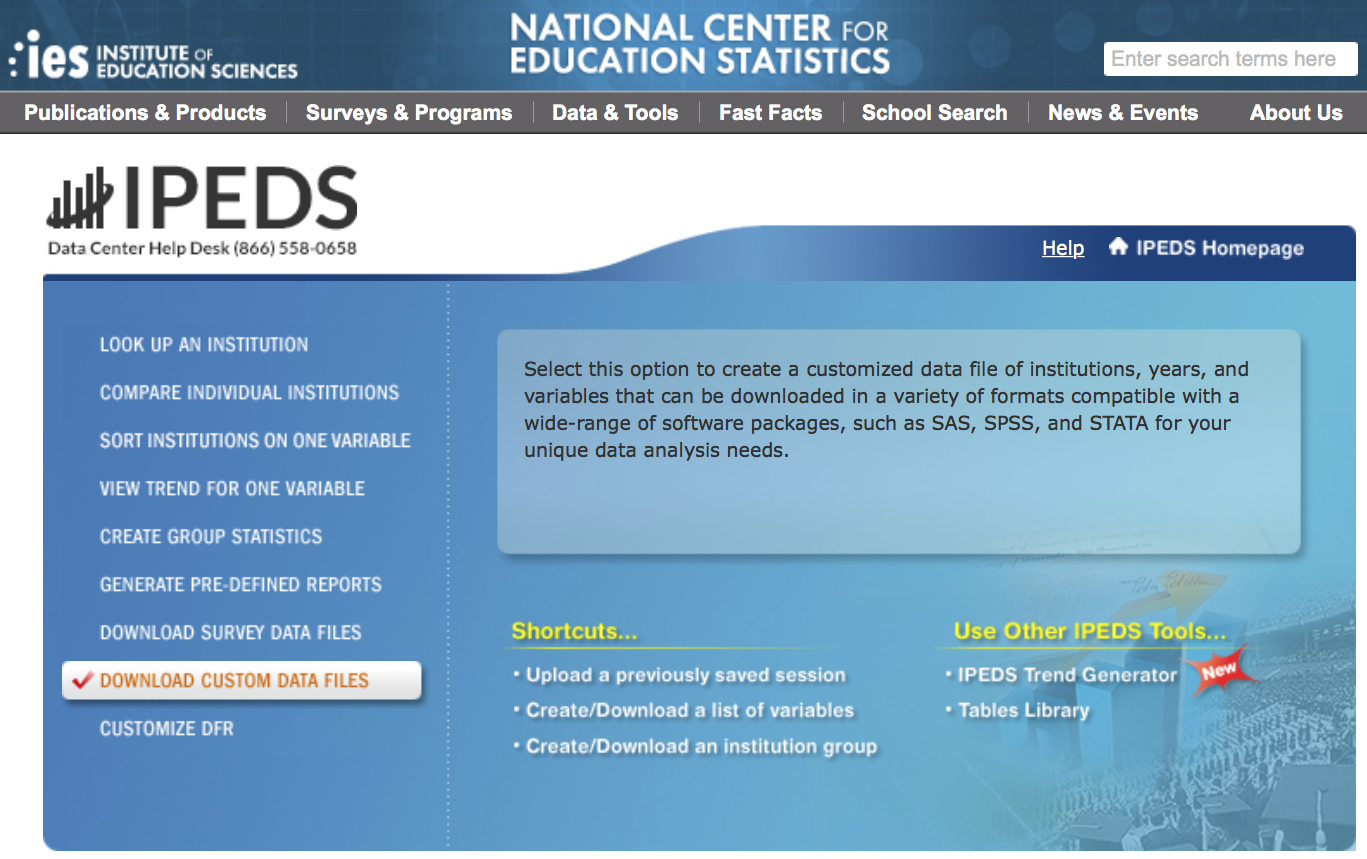 ies INSTITUTE OF
EDUCATION SCIENCES
NATIONAL CENTER FOR
EDUCATION STATISTICS
Enter search terms here
Publications & Products
Surveys & Programs
Data & Tools
Fast Facts
School Search
News & Events
About Us
IPEDS
Data Center Help Desk (866) 558-0658
Help
IPEDS Homepage
LOOK UP AN INSTITUTION
COMPARE INDIVIDUAL INSTITUTIONS
SORT INSTITUTIONS ON ONE VARIABLE
VIEW TREND FOR ONE VARIABLE
CREATE GROUP STATISTICS
GENERATE PRE-DEFINED REPORTS
DOWNLOAD SURVEY DATA FILES
DOWNLOAD CUSTOM DATA FILES
CUSTOMIZE DFR
Select this option to create a customized data file of institutions, years, and
variables that can be downloaded in a variety of formats compatible with a
wide-range of software packages, such as SAS, SPSS, and STATA for your
unique data analysis needs.
Shortcuts...
• Upload a previously saved session
• Create/Download a list of variables
• Create/Download an institution group
Use Other IPEDS Tools...
• IPEDS Trend Generator
New
• Tables Library